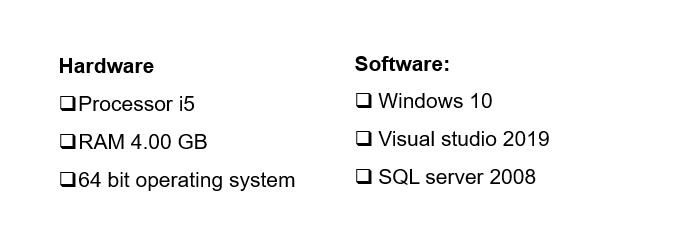 Hardware
❑Processor i5
❑RAM 4.00 GB
❑64 bit operating system
Software:
❑ Windows 10
❑ Visual studio 2019
❑ SQL server 2008